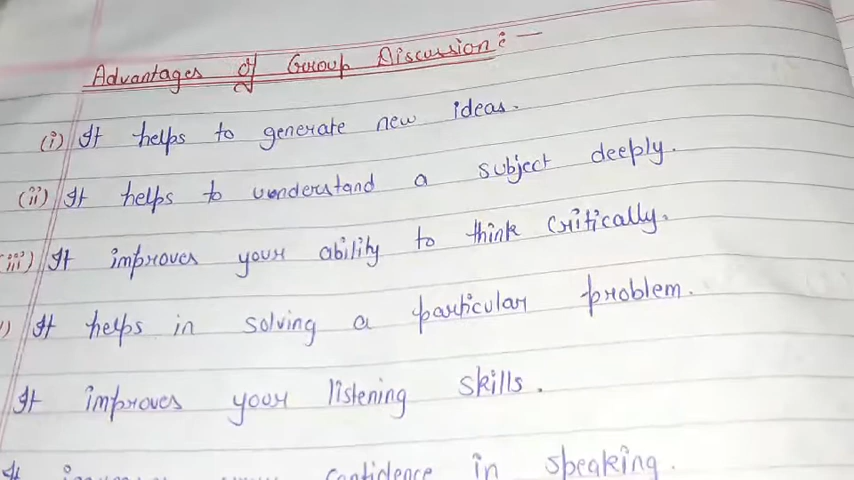 Advantages of Group Discussion:-
(i) It helps to generate new ideas.
(ii) It helps to understand a subject deeply.
(iii) It improves your ability to think critically.
) It helps in solving a particular problem.
It improves your listening skills.
It confidence in speaking.